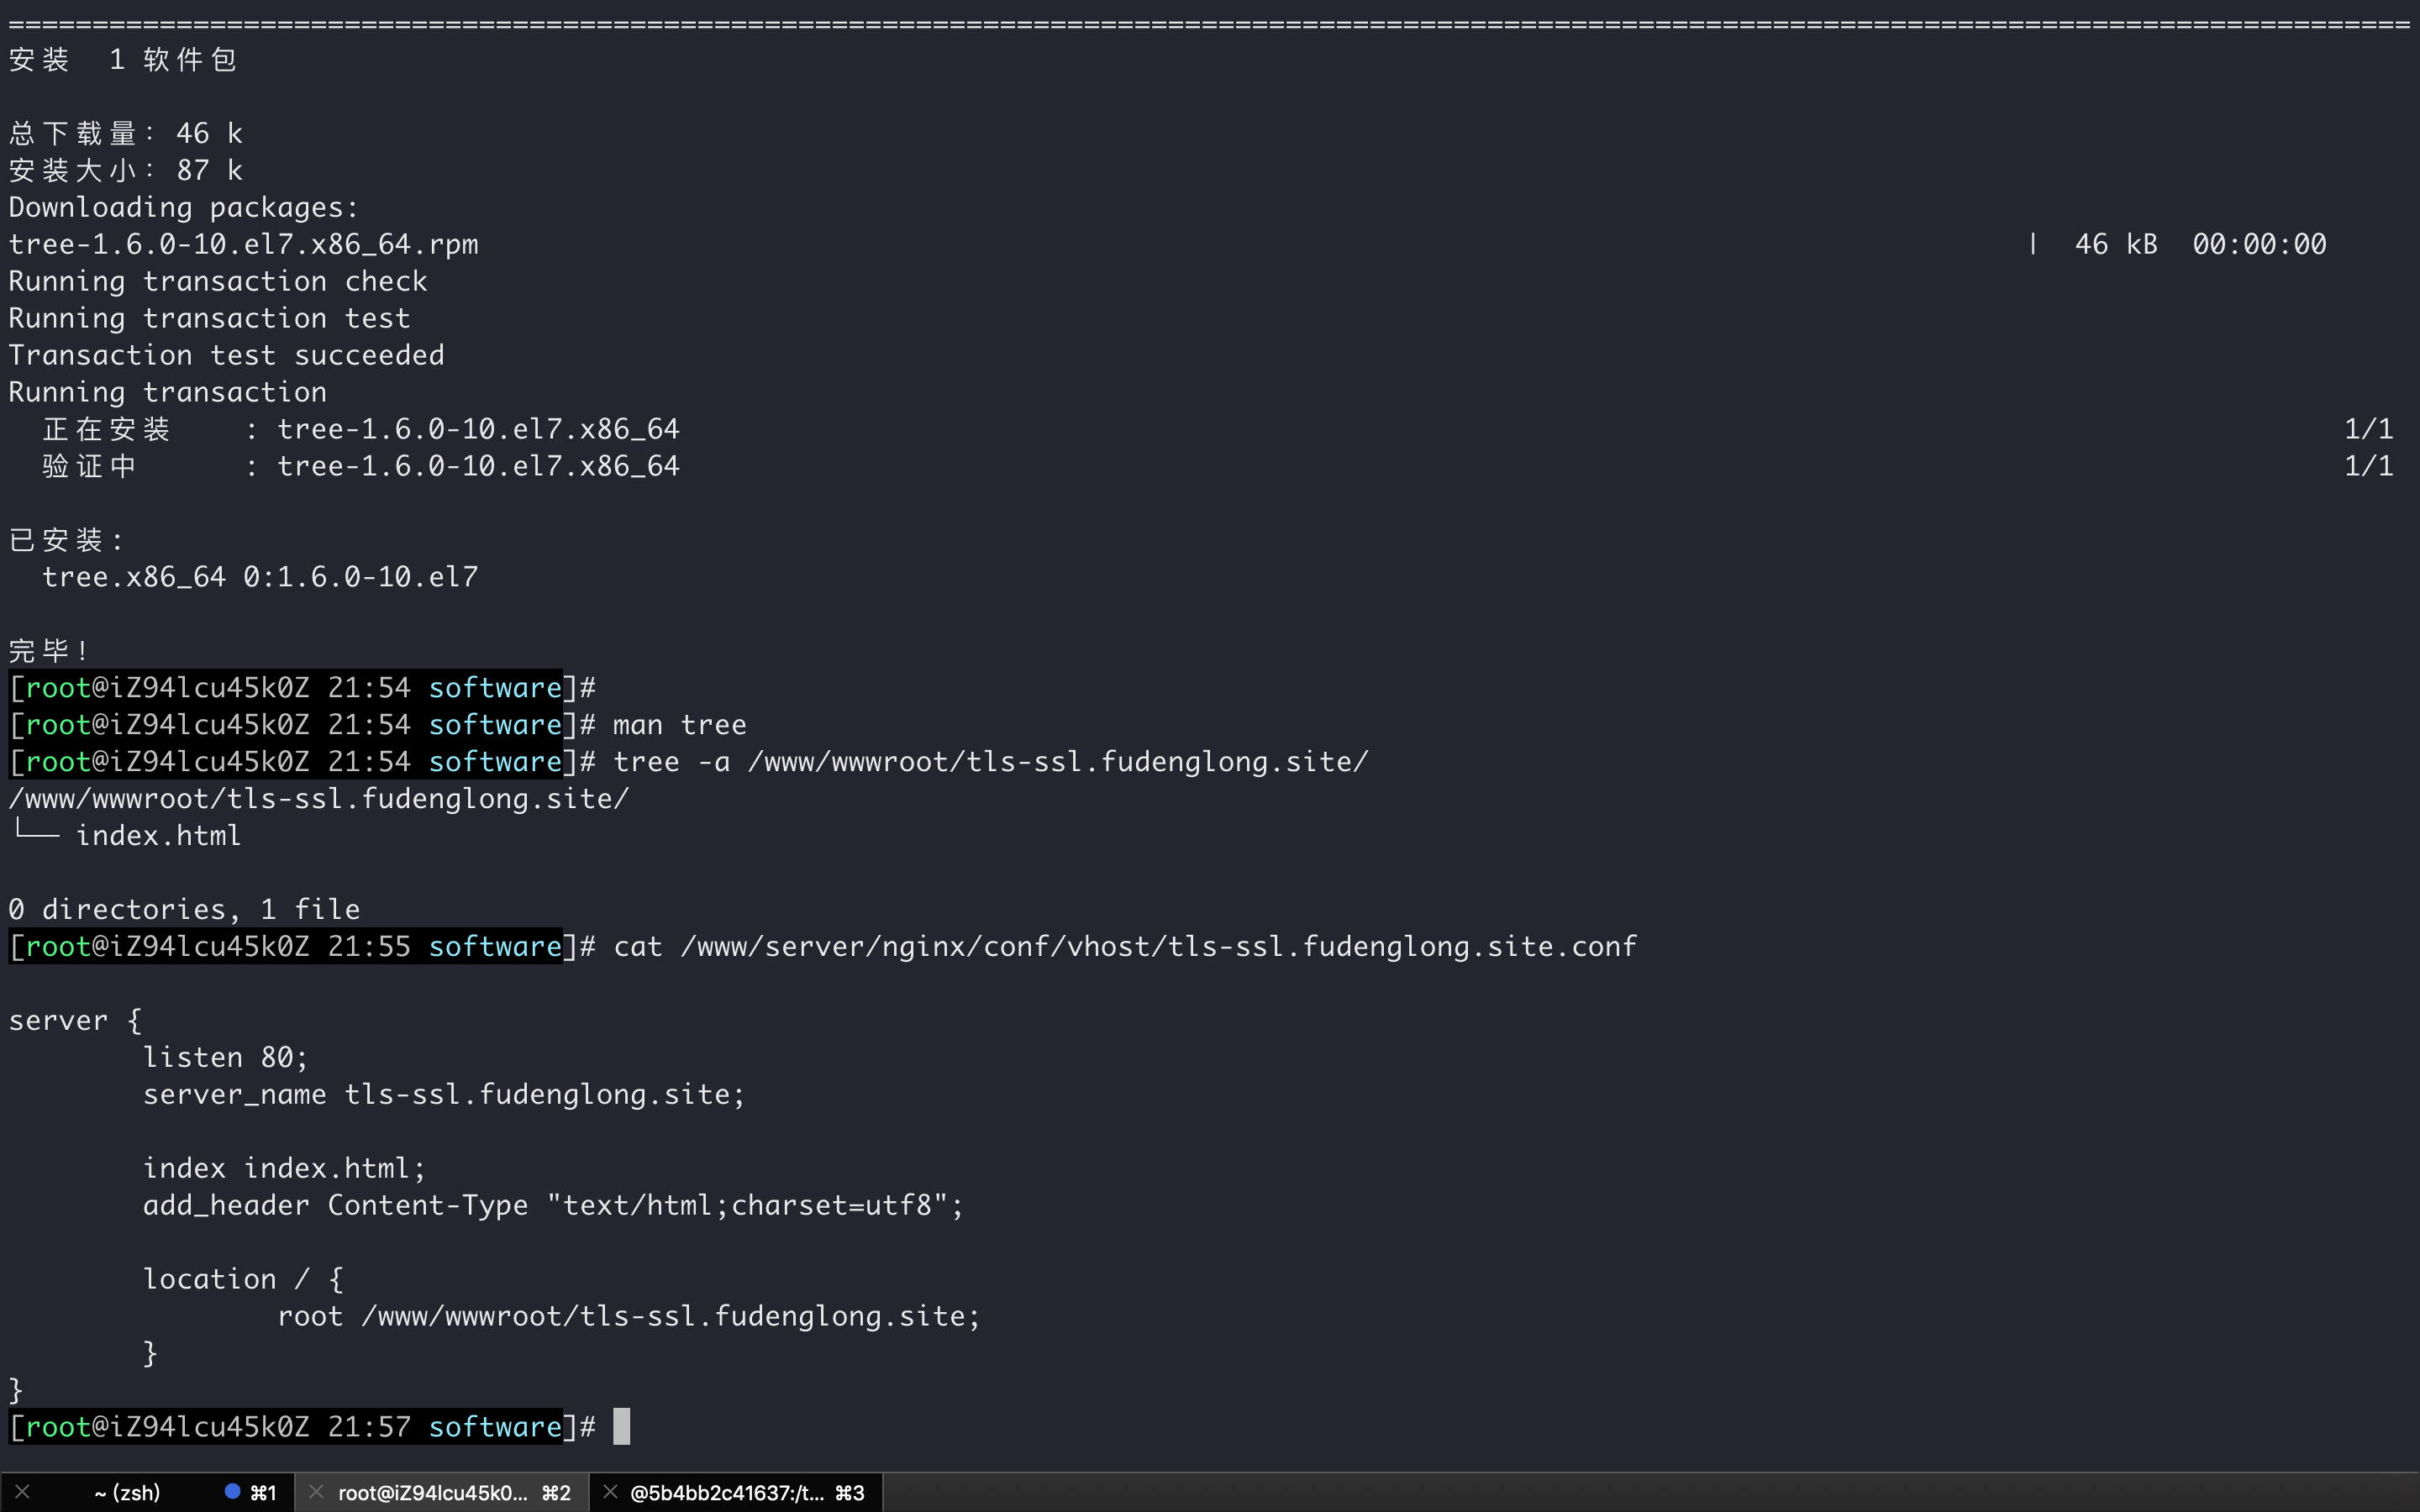 ================================================================================================================================================
安装  1 软件包

总下载量：46 k
安装大小：87 k
Downloading packages:
tree-1.6.0-10.el7.x86_64.rpm | 46 kB 00:00:00
Running transaction check
Running transaction test
Transaction test succeeded
Running transaction
  正在安装    : tree-1.6.0-10.el7.x86_64 1/1
  验证中      : tree-1.6.0-10.el7.x86_64 1/1

已安装:
  tree.x86_64 0:1.6.0-10.el7

完毕！
[root@iZ94lcu45k0Z 21:54 software]#
[root@iZ94lcu45k0Z 21:54 software]# man tree
[root@iZ94lcu45k0Z 21:54 software]# tree -a /www/wwwroot/tls-ssl.fudenglong.site/
/www/wwwroot/tls-ssl.fudenglong.site/
└── index.html

0 directories, 1 file
[root@iZ94lcu45k0Z 21:55 software]# cat /www/server/nginx/conf/vhost/tls-ssl.fudenglong.site.conf

server {
        listen 80;
        server_name tls-ssl.fudenglong.site;

        index index.html;
        add_header Content-Type "text/html;charset=utf8";

        location / {
                root /www/wwwroot/tls-ssl.fudenglong.site;
        }
}
[root@iZ94lcu45k0Z 21:57 software]#
~ (zsh) ⌘1 root@iZ94lcu45k0... ⌘2 @5b4bb2c41637:/t... ⌘3